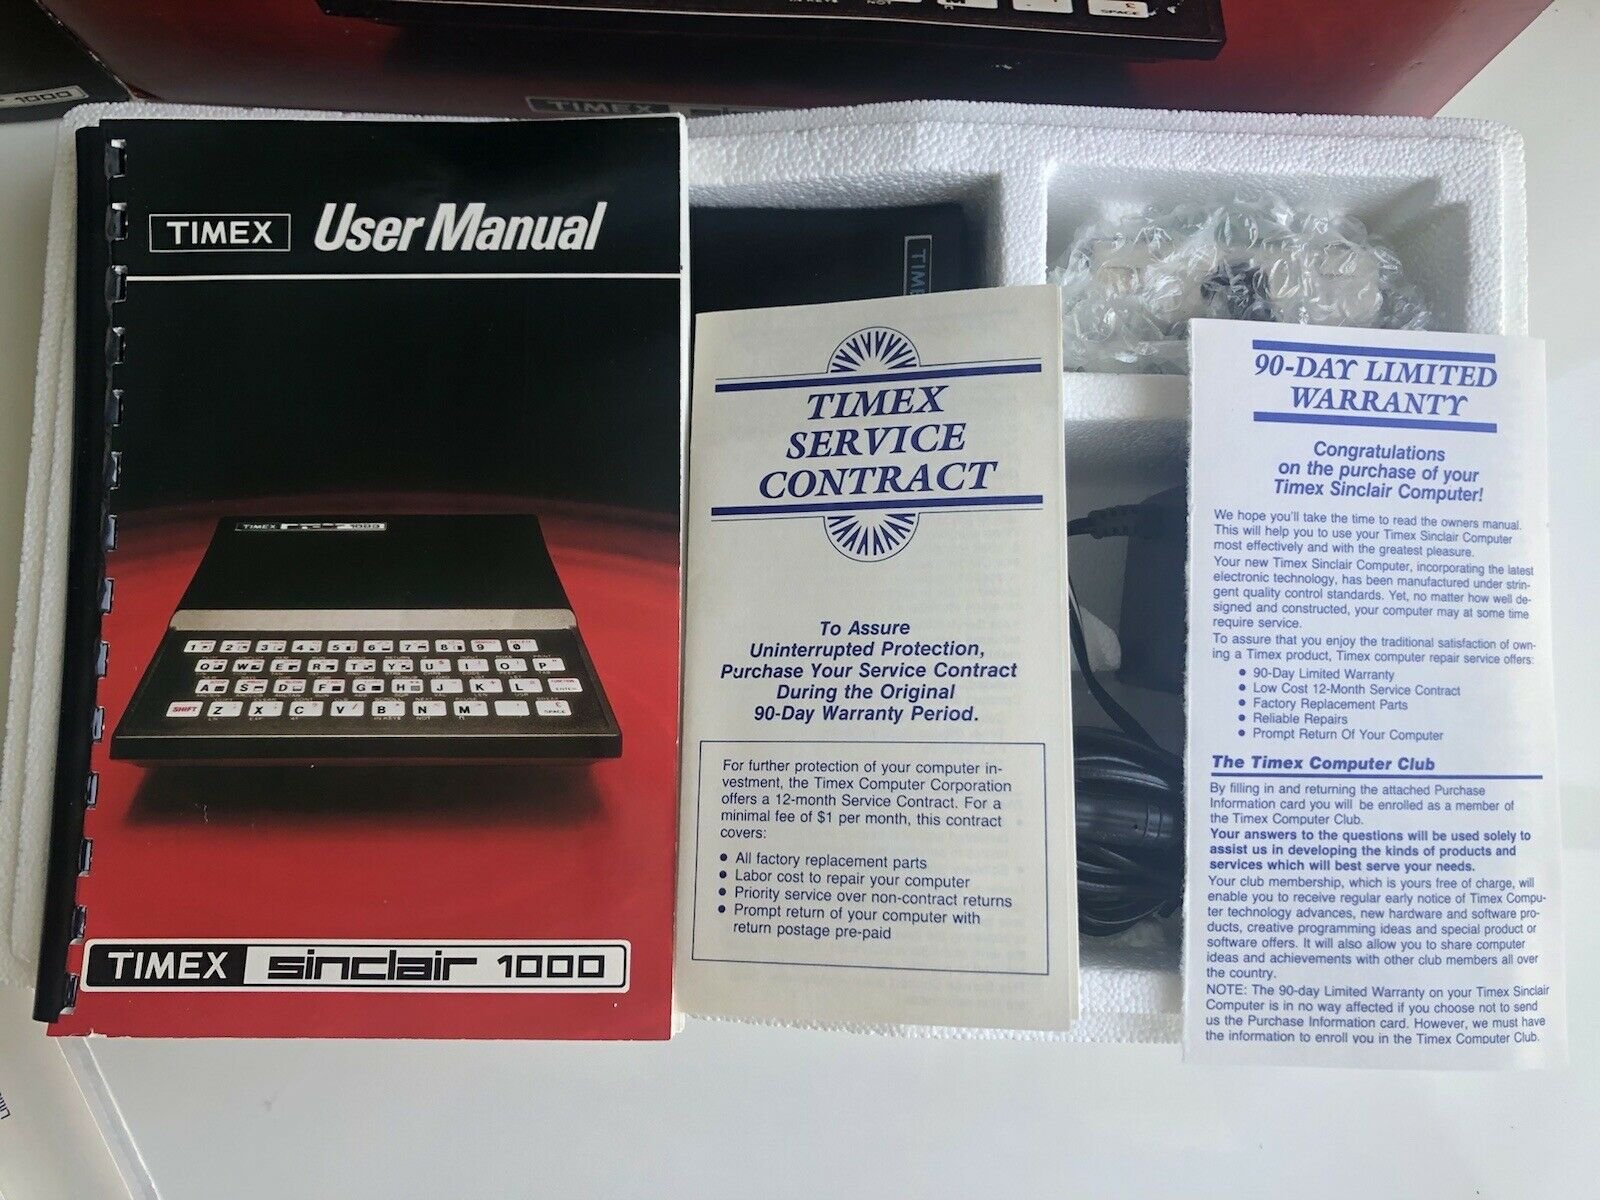 1000
TIMEX
SPACE
TIMEX User Manual
TIMEX sinclair 1000
1 2 3 4 5 6 7 8 9 0
Q W E R T Y U I O P
A S D F G H J K L ENTER
SHIFT Z X C V B N M SPACE
TIMEX sinclair 1000
TIMEX
SERVICE
CONTRACT
To Assure
Uninterrupted Protection,
Purchase Your Service Contract
During the Original
90-Day Warranty Period.
For further protection of your computer in-
vestment, the Timex Computer Corporation
offers a 12-month Service Contract. For a
minimal fee of $1 per month, this contract
covers:
• All factory replacement parts
• Labor cost to repair your computer
• Priority service over non-contract returns
• Prompt return of your computer with
return postage pre-paid
90-DAY LIMITED
WARRANTY
Congratulations
on the purchase of your
Timex Sinclair Computer!
We hope you'll take the time to read the owners manual.
This will help you to use your Timex Sinclair Computer
most effectively and with the greatest pleasure.
Your new Timex Sinclair Computer, incorporating the latest
electronic technology, has been manufactured under strin-
gent quality control standards. Yet, no matter how well de-
signed and constructed, your computer may at some time
require service.
To assure that you enjoy the traditional satisfaction of own-
ing a Timex product, Timex computer repair service offers:
• 90-Day Limited Warranty
• Low Cost 12-Month Service Contract
• Factory Replacement Parts
• Reliable Repairs
• Prompt Return Of Your Computer
The Timex Computer Club
By filling in and returning the attached Purchase
Information card you will be enrolled as a member of
the Timex Computer Club.
Your answers to the questions will be used solely to
assist us in developing the kinds of products and
services which will best serve your needs.
Your club membership, which is yours free of charge, will
enable you to receive regular early notice of Timex Compu-
ter technology advances, new hardware and software pro-
ducts, creative programming ideas and special product or
software offers. It will also allow you to share computer
ideas and achievements with other club members all over
the country.
NOTE: The 90-day Limited Warranty on your Timex Sinclair
Computer is in no way affected if you choose not to send
us the Purchase Information card. However, we must have
the information to enroll you in the Timex Computer Club.